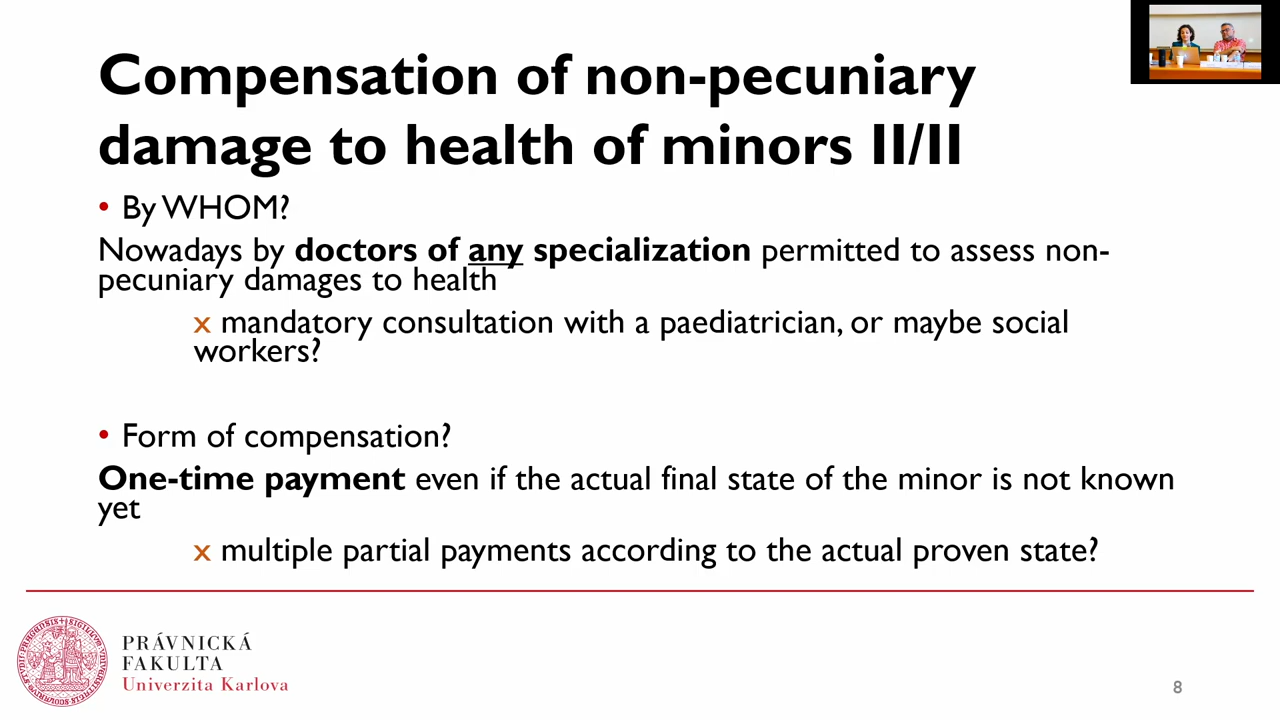 Compensation of non-pecuniary
damage to health of minors II/II
• By WHOM?
Nowadays by doctors of any specialization permitted to assess non-
pecuniary damages to health
x mandatory consultation with a paediatrician, or maybe social
workers?
• Form of compensation?
One-time payment even if the actual final state of the minor is not known
yet
x multiple partial payments according to the actual proven state?
PRÁVNICKÁ
FAKULTA
Univerzita Karlova
8